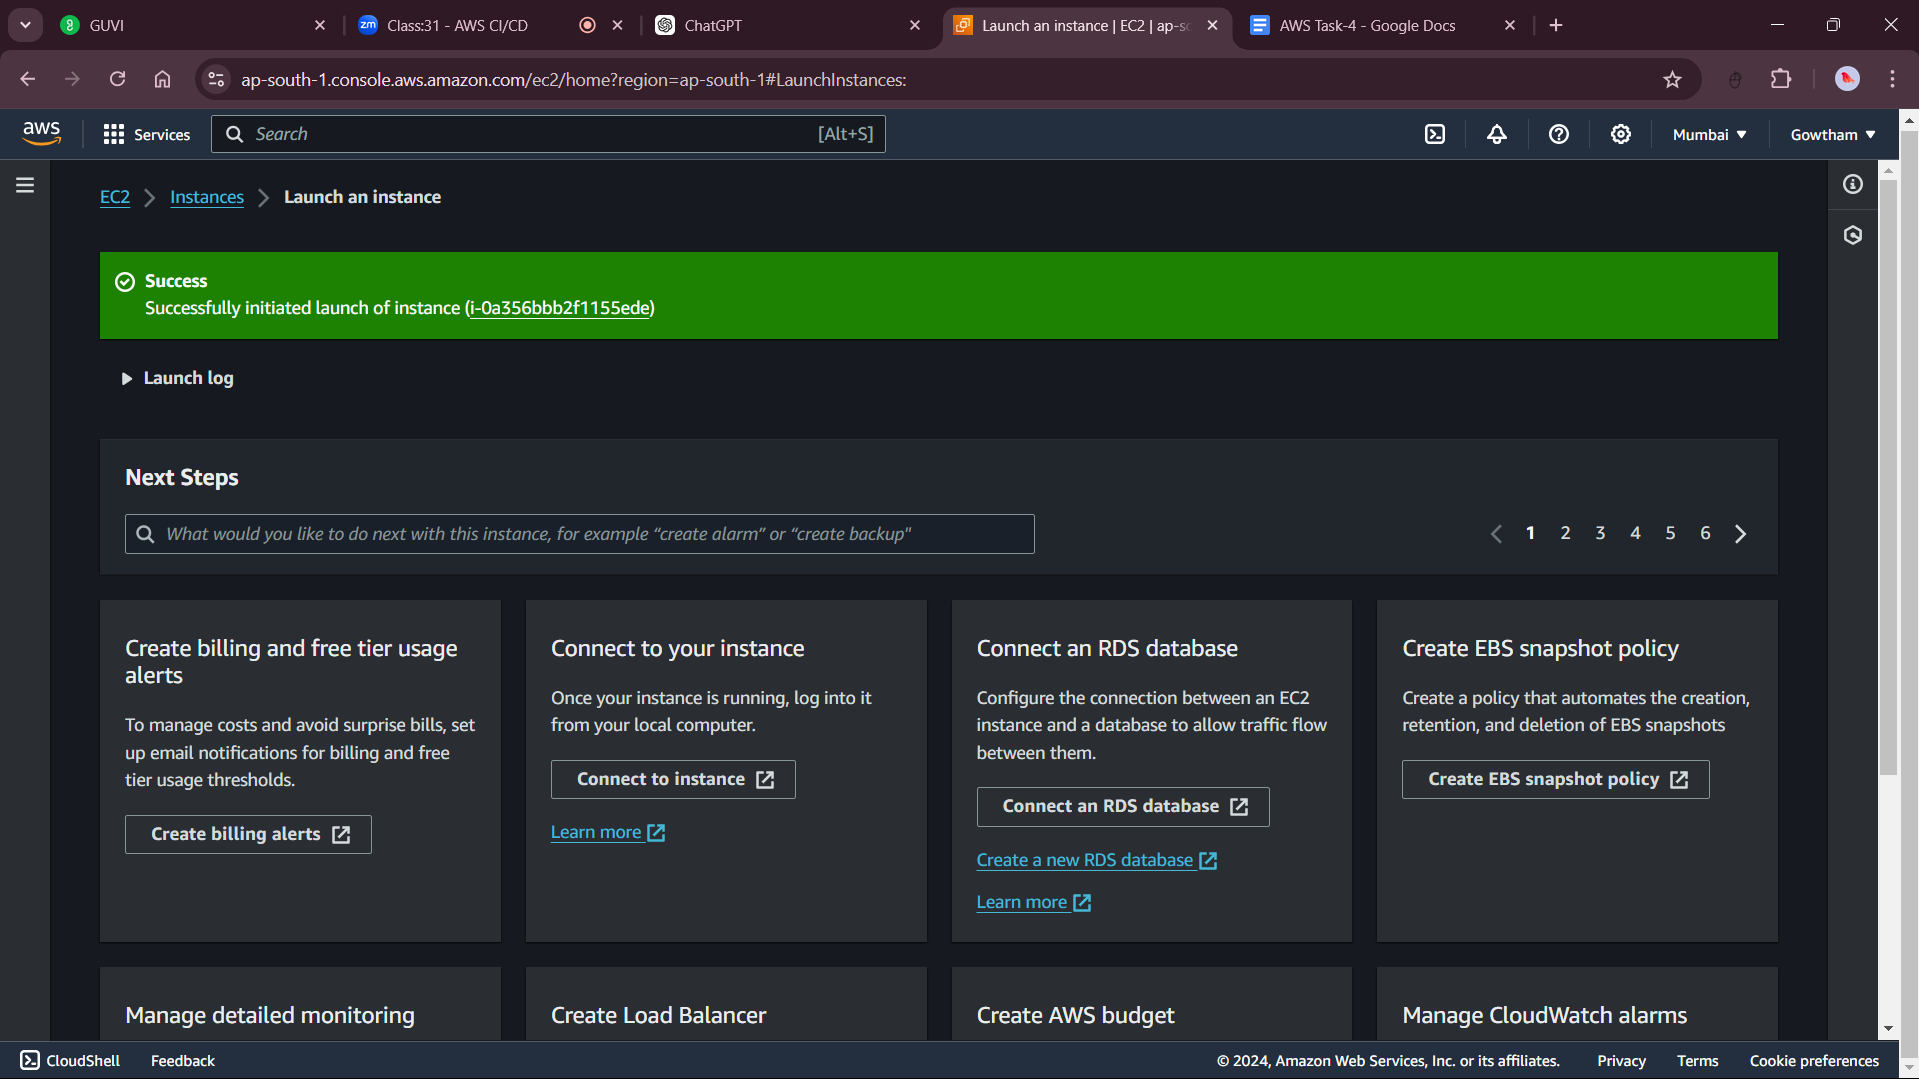 GUVI
zm Class:31 - AWS CI/CD
ChatGPT
Launch an instance | EC2 | ap-so
AWS Task-4 - Google Docs
ap-south-1.console.aws.amazon.com/ec2/home?region=ap-south-1#LaunchInstances:
aws
Services
Search
[Alt+S]
Mumbai
Gowtham
EC2
Instances
Launch an instance
Success
Successfully initiated launch of instance (i-0a356bbb2f1155ede)
Launch log
Next Steps
What would you like to do next with this instance, for example “create alarm” or “create backup"
1 2 3 4 5 6
Create billing and free tier usage
alerts
To manage costs and avoid surprise bills, set
up email notifications for billing and free
tier usage thresholds.
Create billing alerts
Connect to your instance
Once your instance is running, log into it
from your local computer.
Connect to instance
Learn more
Connect an RDS database
Configure the connection between an EC2
instance and a database to allow traffic flow
between them.
Connect an RDS database
Create a new RDS database
Learn more
Create EBS snapshot policy
Create a policy that automates the creation,
retention, and deletion of EBS snapshots
Create EBS snapshot policy
Manage detailed monitoring
Create Load Balancer
Create AWS budget
Manage CloudWatch alarms
CloudShell
Feedback
© 2024, Amazon Web Services, Inc. or its affiliates.
Privacy
Terms
Cookie preferences